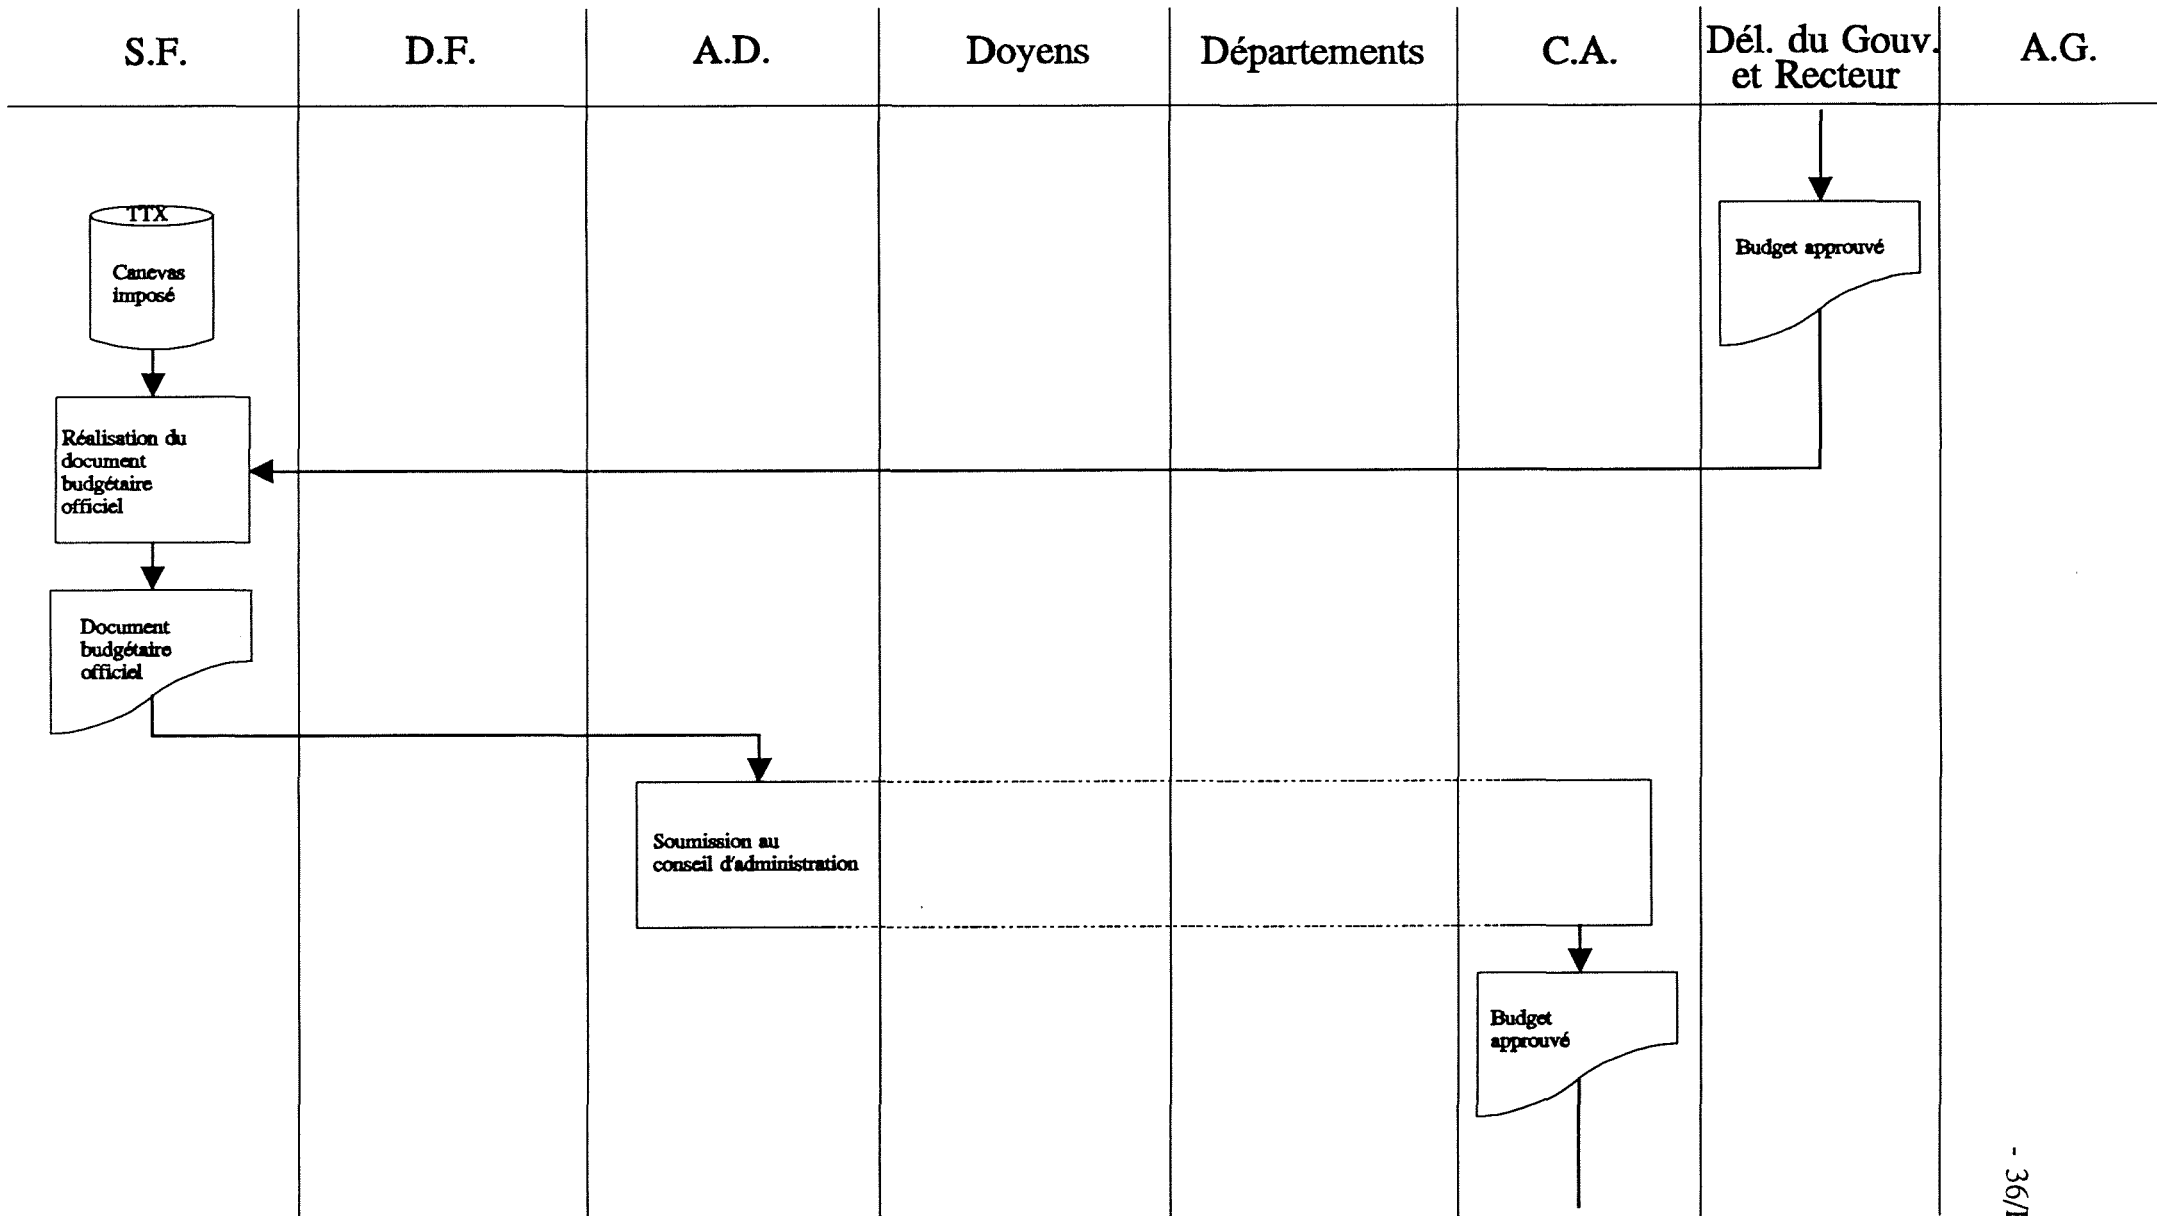 S.F.
D.F.
A.D.
Doyens
Départements
C.A.
Dél. du Gouv.
et Recteur
A.G.
TTX
Canevas
imposé
Budget approuvé
Réalisation du
document
budgétaire
officiel
Document
budgétaire
officiel
Soumission au
conseil d'administration
Budget
approuvé
- 36/